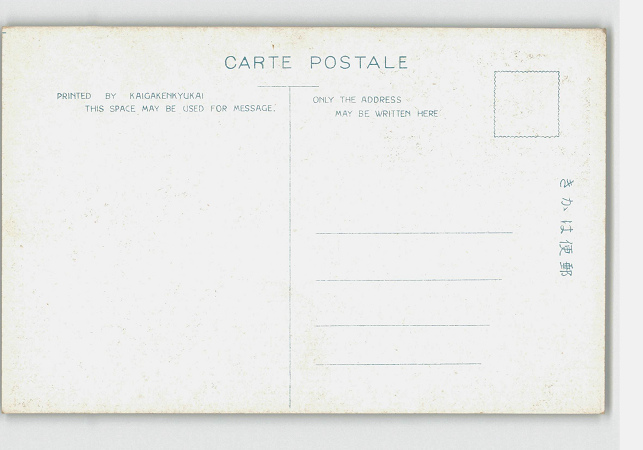 CARTE POSTALE
PRINTED BY KAIGAKENKYUKAI
THIS SPACE MAY BE USED FOR MESSAGE.
ONLY THE ADDRESS
MAY BE WRITTEN HERE
きかは便郵